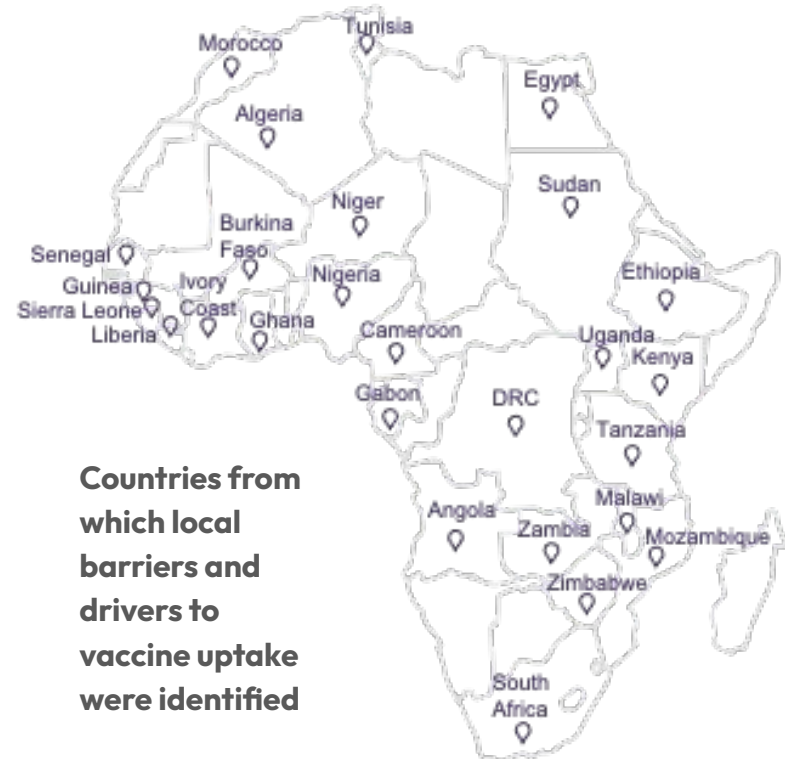 Tunisia
Morocco
Egypt
Algeria
Sudan
Niger
Burkina
Faso
Senegal
Ethiopia
Nigeria
Guinea
Ivory
Coast
Sierra Leone
Ghana
Liberia
Cameroon
Uganda
Kenya
Gabon
DRC
Tanzania
Malawi
Angola
Zambia
Mozambique
Zimbabwe
South
Africa
Countries from
which local
barriers and
drivers to
vaccine uptake
were identified